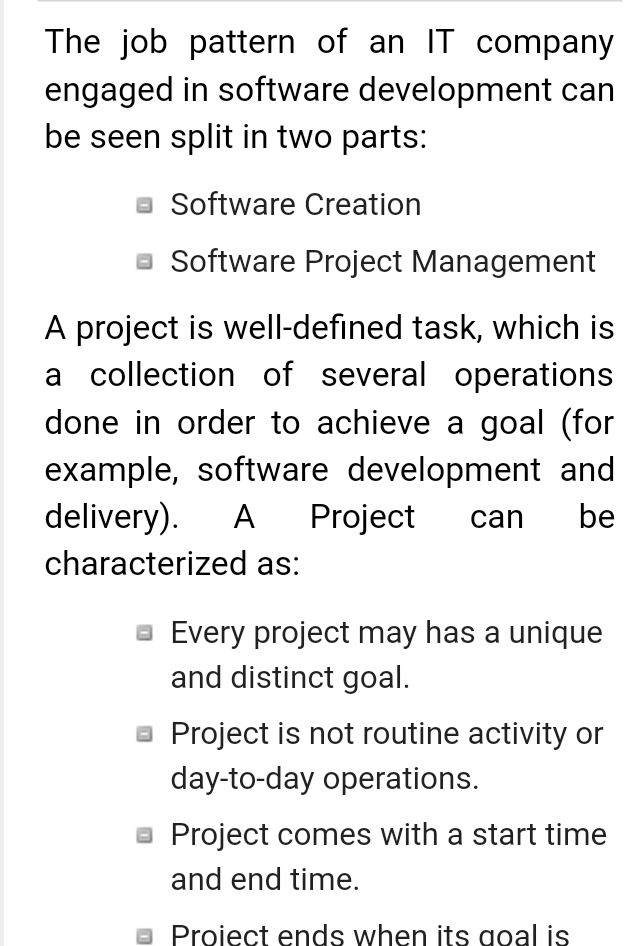 The job pattern of an IT company
engaged in software development can
be seen split in two parts:
Software Creation
Software Project Management
A project is well-defined task, which is
a collection of several operations
done in order to achieve a goal (for
example, software development and
delivery). A Project can be
characterized as:
Every project may has a unique
and distinct goal.
Project is not routine activity or
day-to-day operations.
Project comes with a start time
and end time.
Project ends when its goal is